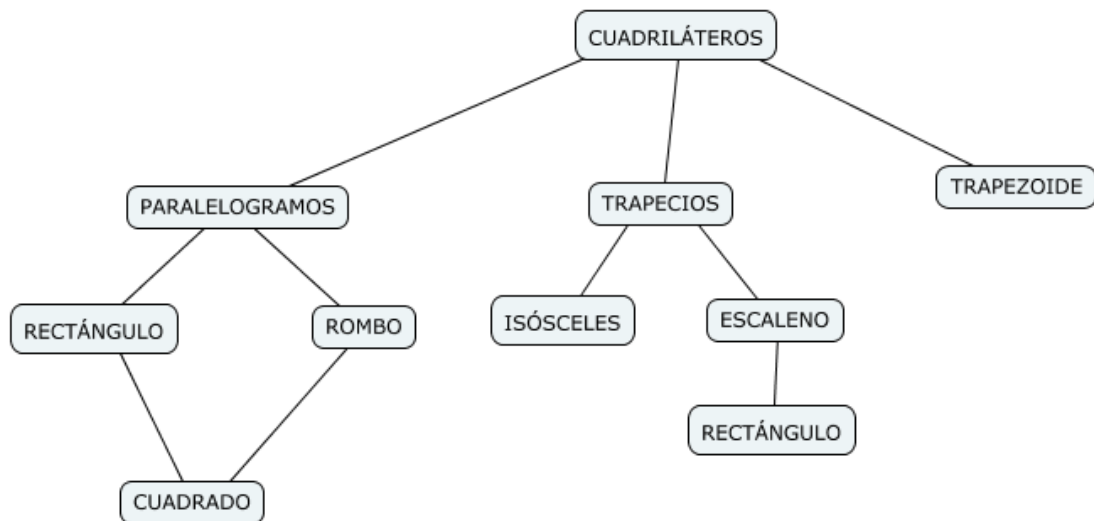 CUADRILÁTEROS
PARALELOGRAMOS
TRAPECIOS
TRAPEZOIDE
RECTÁNGULO
ROMBO
ISÓSCELES
ESCALENO
RECTÁNGULO
CUADRADO